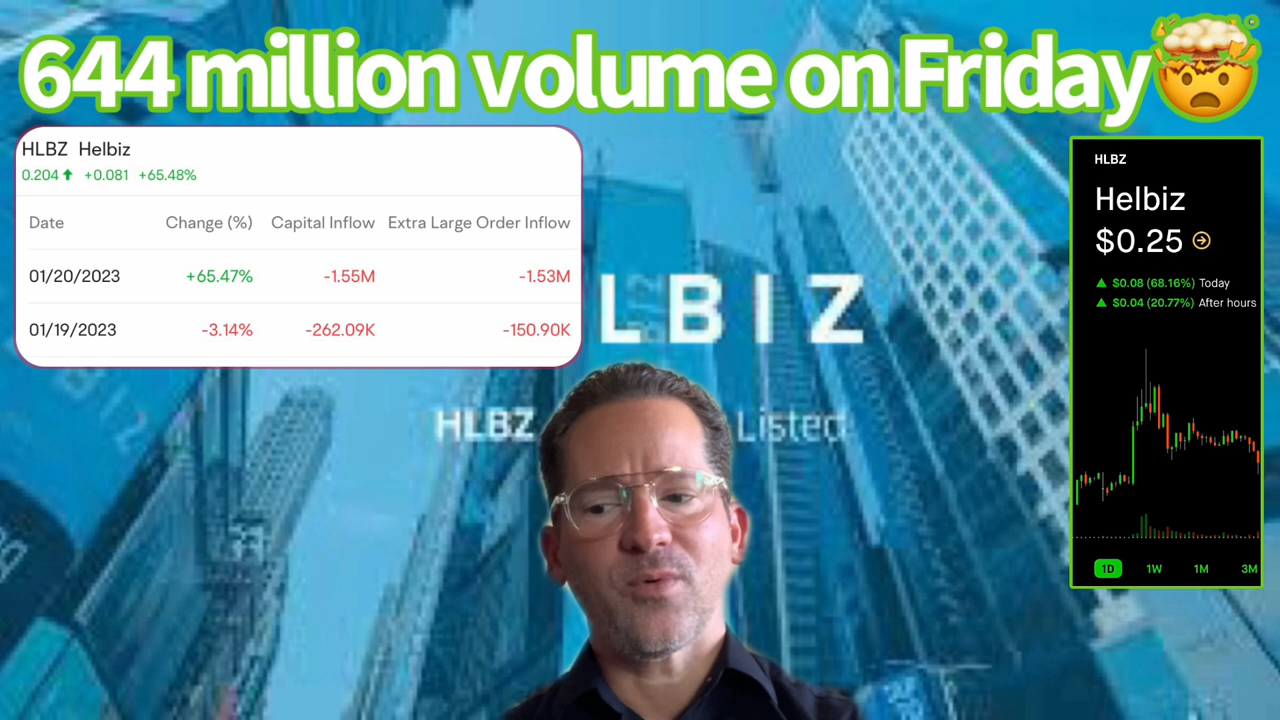 644 million volume on Friday
HLBZ Helbiz
0.204 +0.081 +65.48%
Date Change (%) Capital Inflow Extra Large Order Inflow
01/20/2023 +65.47% -1.55M -1.53M
01/19/2023 -3.14% -262.09K -150.90K
HLBZ
Helbiz
$0.25
$0.08 (68.16%) Today
$0.04 (20.77%) After hours
1D 1W 1M 3M
LBIZ
HLBZ Listed